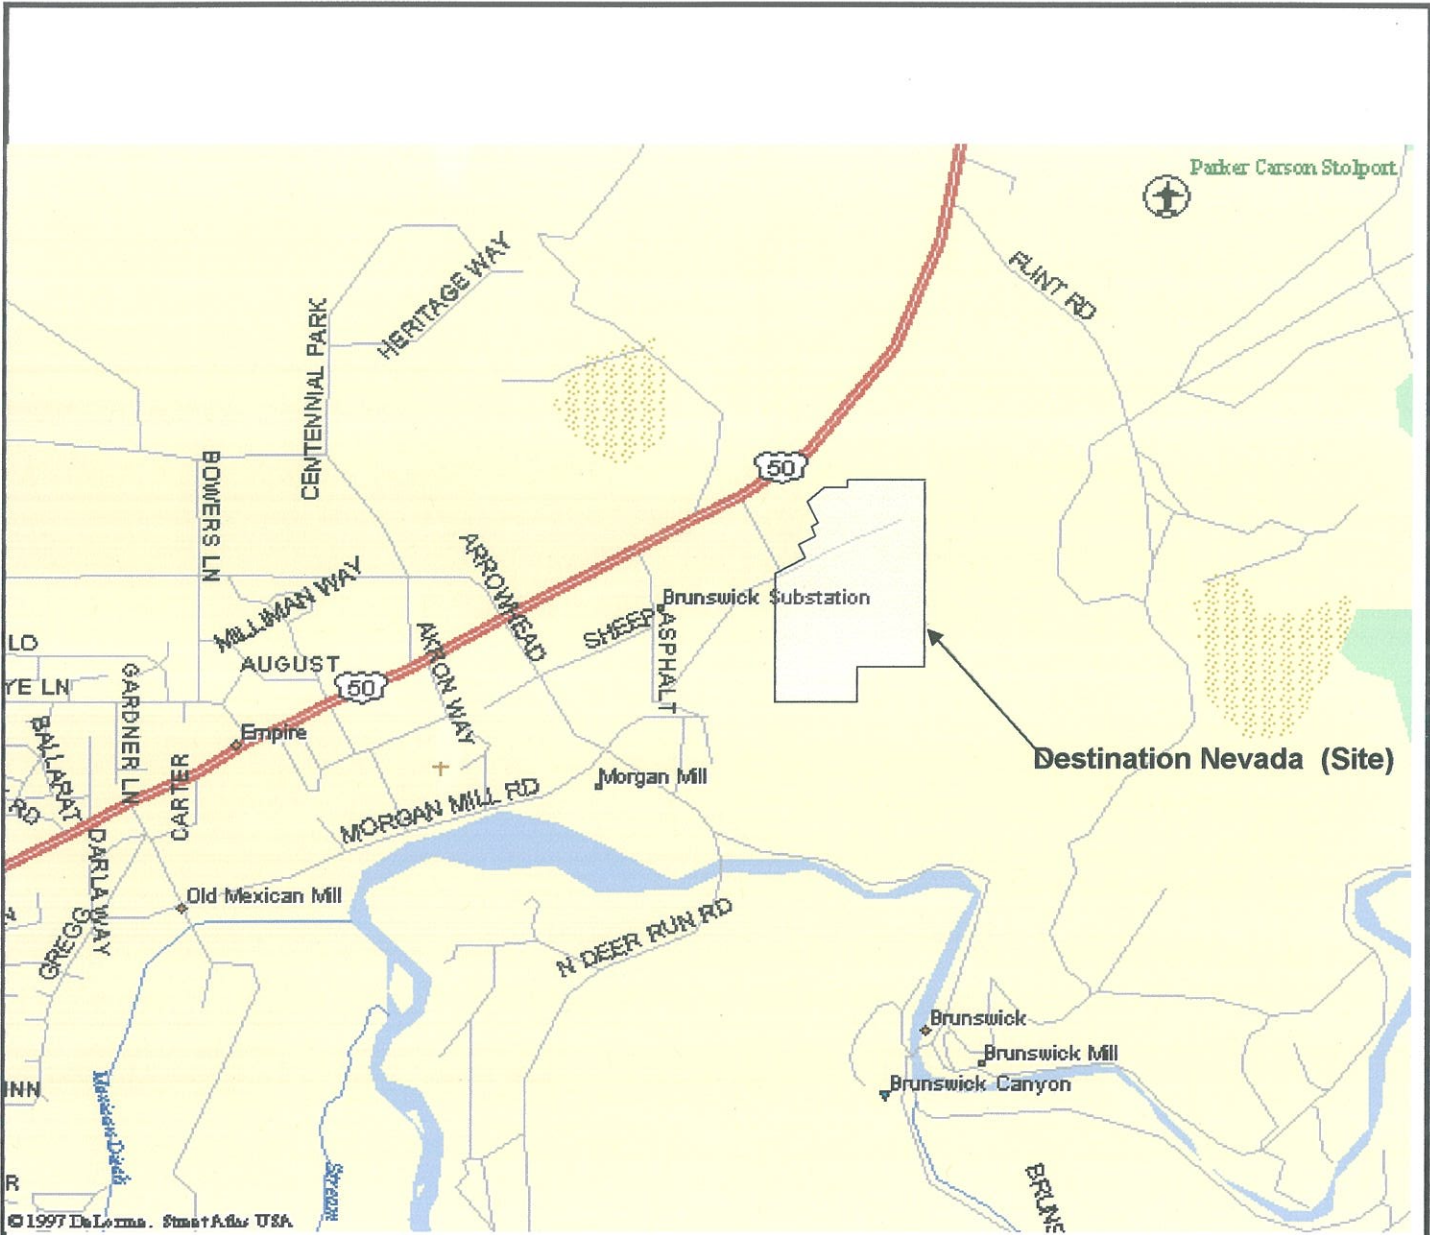 Parker Carson Stolport
FLINT RD
HERITAGE WAY
CENTENNIAL PARK
50
BOWERS LN
ARROWHEAD
MILLIMAN WAY
Brunswick Substation
SHEEP
ASPHALT
AKRON WAY
LO
AUGUST
YE LN
50
GARDNER LN
BALLARAT
Empire
CARTER
Destination Nevada (Site)
Morgan Mill
RD
MORGAN MILL RD
DARLA WAY
Old Mexican Mill
A
GREGG
N DEER RUN RD
Brunswick
Brunswick Mill
INN
Brunswick Canyon
Mexican Ditch
Stream
R
BRUNS
©1997 DeLorme. Street Atlas USA